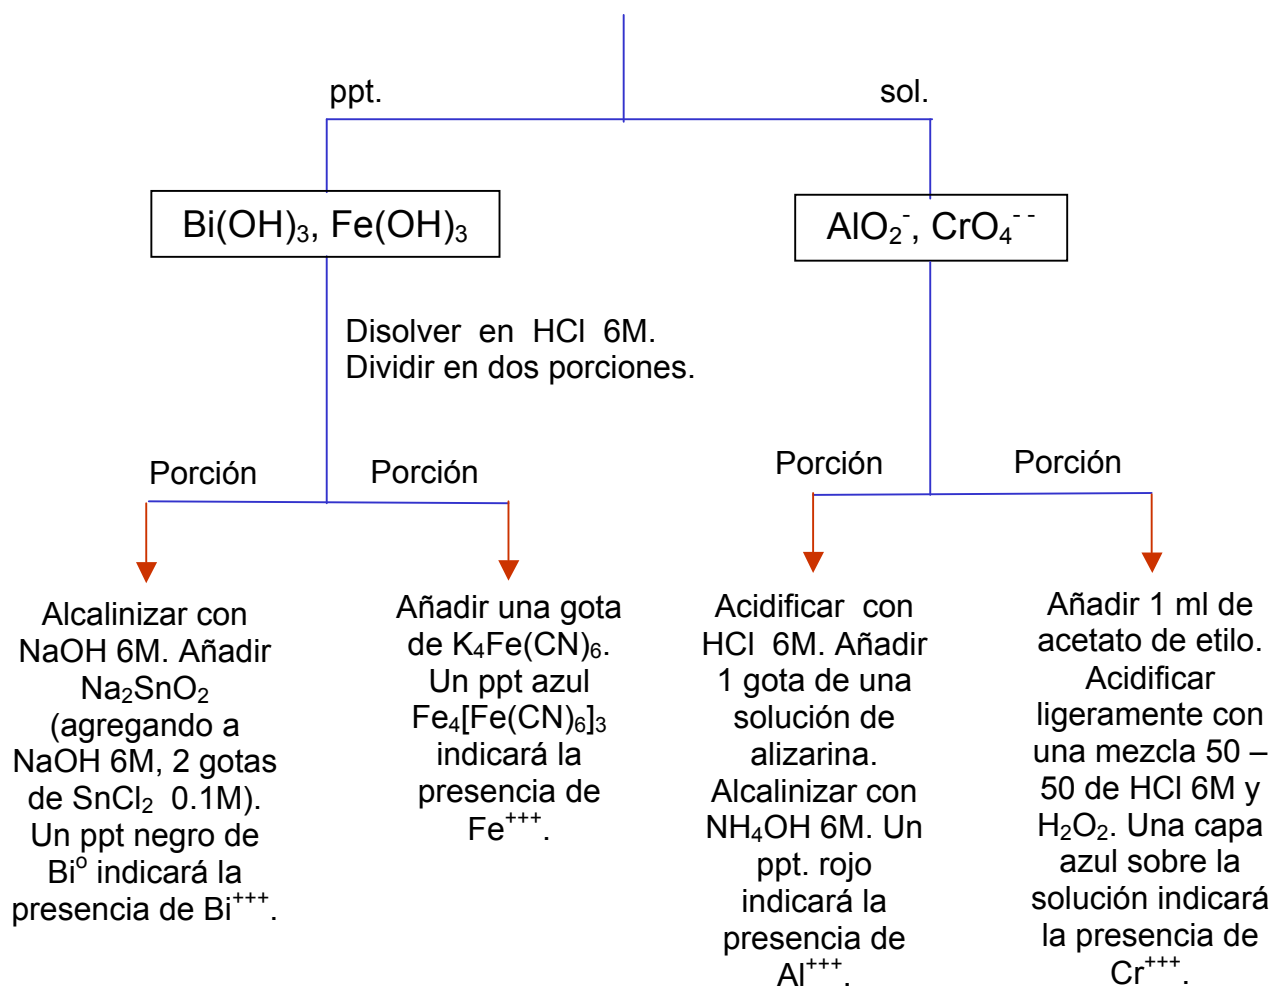 ppt.
sol.
Bi(OH)₃, Fe(OH)₃
AlO₂⁻, CrO₄⁻⁻
Disolver en HCl 6M.
Dividir en dos porciones.
Porción
Porción
Porción
Porción
Alcalinizar con
NaOH 6M. Añadir
Na₂SnO₂
(agregando a
NaOH 6M, 2 gotas
de SnCl₂ 0.1M).
Un ppt negro de
Biº indicará la
presencia de Bi⁺⁺⁺.
Añadir una gota
de K₄Fe(CN)₆.
Un ppt azul
Fe₄[Fe(CN)₆]₃
indicará la
presencia de
Fe⁺⁺⁺.
Acidificar con
HCl 6M. Añadir
1 gota de una
solución de
alizarina.
Alcalinizar con
NH₄OH 6M. Un
ppt. rojo
indicará la
presencia de
Al⁺⁺⁺.
Añadir 1 ml de
acetato de etilo.
Acidificar
ligeramente con
una mezcla 50 –
50 de HCl 6M y
H₂O₂. Una capa
azul sobre la
solución indicará
la presencia de
Cr⁺⁺⁺.